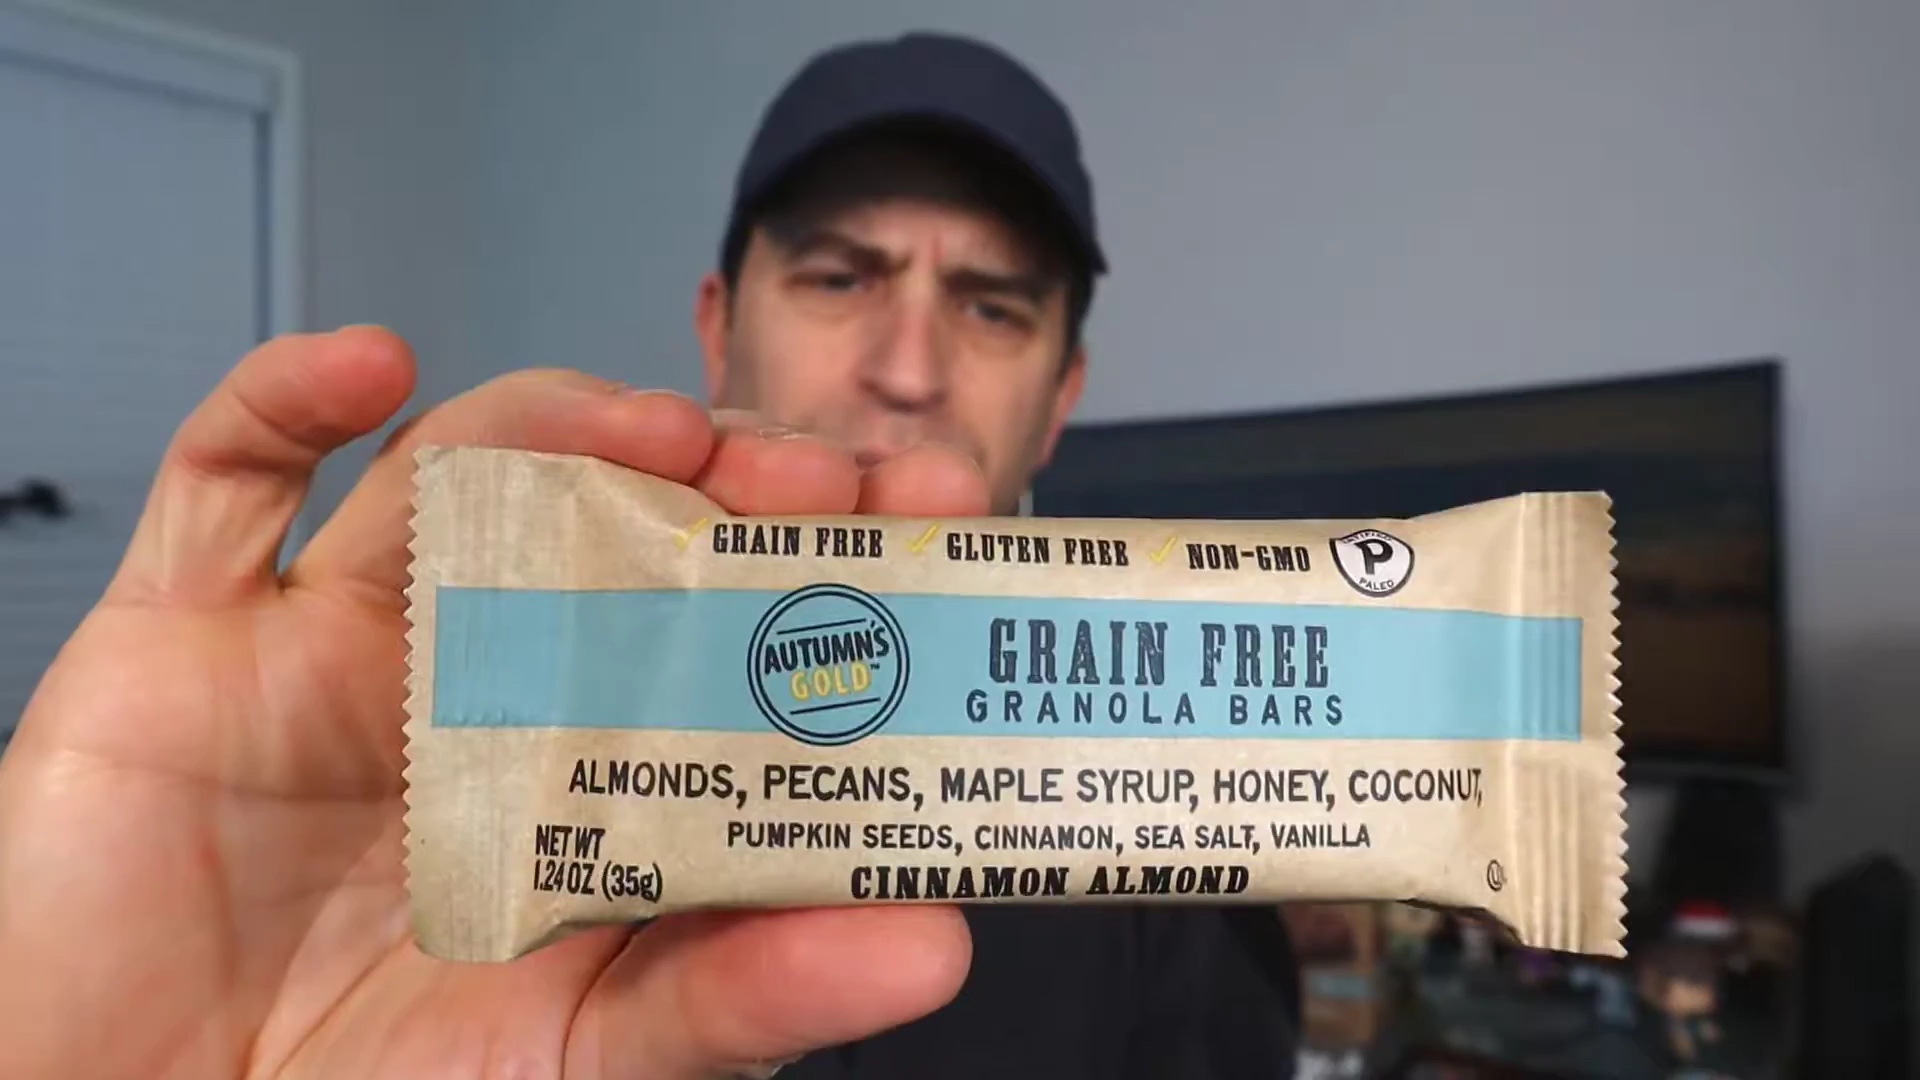 GRAIN FREE GLUTEN FREE NON-GMO
P
PALEO
AUTUMN'S
GOLD™
GRAIN FREE
GRANOLA BARS
ALMONDS, PECANS, MAPLE SYRUP, HONEY, COCONUT,
PUMPKIN SEEDS, CINNAMON, SEA SALT, VANILLA
NET WT
1.24 OZ (35g)
CINNAMON ALMOND
U